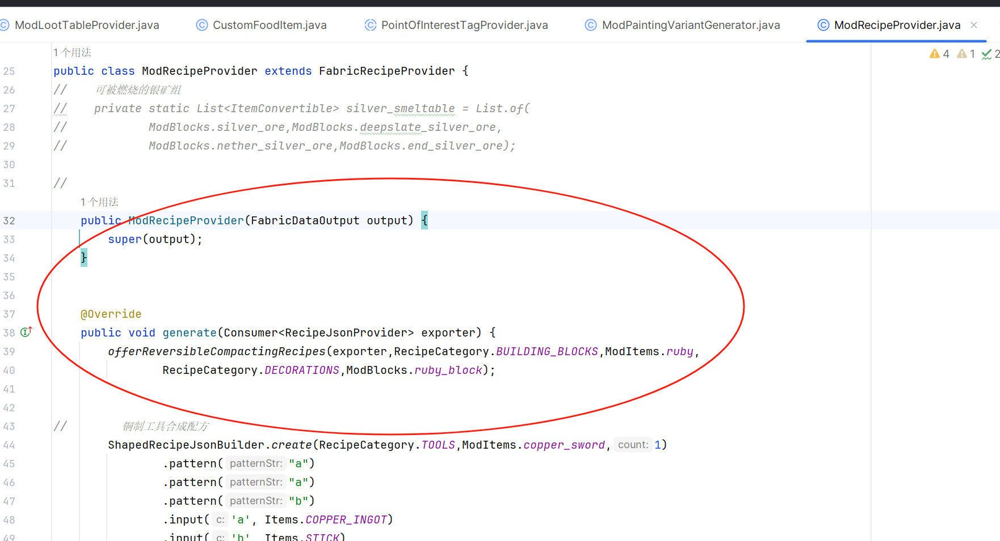 ModLootTableProvider.java CustomFoodItem.java PointOfInterestTagProvider.java ModPaintingVariantGenerator.java ModRecipeProvider.java
1 个用法 4 1 2
25 public class ModRecipeProvider extends FabricRecipeProvider {
26 // 可被燃烧的银矿组
27 // private static List<ItemConvertible> silver_smeltable = List.of(
28 // ModBlocks.silver_ore,ModBlocks.deepslate_silver_ore,
29 // ModBlocks.nether_silver_ore,ModBlocks.end_silver_ore);
30
31 //
1 个用法
32 public ModRecipeProvider(FabricDataOutput output) {
33 super(output);
34 }
35
36
37 @Override
38 public void generate(Consumer<RecipeJsonProvider> exporter) {
39 offerReversibleCompactingRecipes(exporter,RecipeCategory.BUILDING_BLOCKS,ModItems.ruby,
40 RecipeCategory.DECORATIONS,ModBlocks.ruby_block);
41
42
43 // 铜制工具合成配方
44 ShapedRecipeJsonBuilder.create(RecipeCategory.TOOLS,ModItems.copper_sword, count: 1)
45 .pattern( patternStr: "a")
46 .pattern( patternStr: "a")
47 .pattern( patternStr: "b")
48 .input( c: 'a', Items.COPPER_INGOT)
49 .input( c: 'b', Items.STICK)